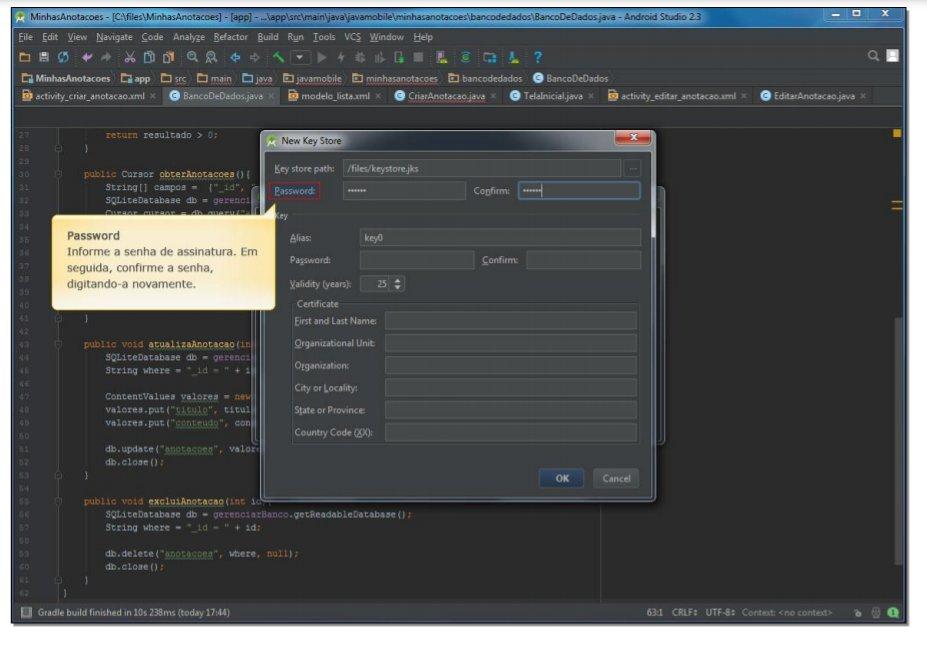 MinhasAnotacoes - [C:\files\MinhasAnotacoes] - [app] - ...\app\src\main\java\javamobile\minhasanotacoes\bancodedados\BancoDeDados.java - Android Studio 2.3
File Edit View Navigate Code Analyze Refactor Build Run Tools VCS Window Help
MinhasAnotacoes app src main java javamobile minhasanotacoes bancodedados BancoDeDados
activity_criar_anotacao.xml BancoDeDados.java modelo_lista.xml CriarAnotacao.java TelaInicial.java activity_editar_anotacao.xml EditarAnotacao.java
27 return resultado > 0;
28 }
29
30 public Cursor obterAnotacoes(){
31 String[] campos = {"_id",
32 SQLiteDatabase db = gerenci
33 Cursor cursor = db.query(
34
35
36
37
38
39
40
41 }
42
43 public void atualizaAnotacao(in
44 SQLiteDatabase db = gerenci
45 String where = "_id = " + i
46
47 ContentValues valores = new
48 valores.put("titulo", titul
49 valores.put("conteudo", con
50
51 db.update("anotacoes", valore
52 db.close();
53 }
54
55 public void excluiAnotacao(int id){
56 SQLiteDatabase db = gerenciarBanco.getReadableDatabase();
57 String where = "_id = " + id;
58
59 db.delete("anotacoes", where, null);
60 db.close();
61 }
62 }
New Key Store
Key store path: /files/keystore.jks ...
Password: •••••• Confirm: ••••••
Key
Alias: key0
Password: Confirm:
Validity (years): 25
Certificate
First and Last Name:
Organizational Unit:
Organization:
City or Locality:
State or Province:
Country Code (XX):
OK Cancel
Password
Informe a senha de assinatura. Em
seguida, confirme a senha,
digitando-a novamente.
Gradle build finished in 10s 238ms (today 17:44) 63:1 CRLF÷ UTF-8÷ Context: <no context> 1